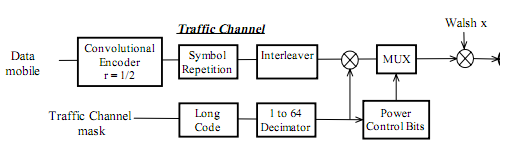 Traffic Channel
Walsh x
Data
mobile
Convolutional
Encoder
r = 1/2
Symbol
Repetition
Interleaver
MUX
Traffic Channel
mask
Long
Code
1 to 64
Decimator
Power
Control Bits